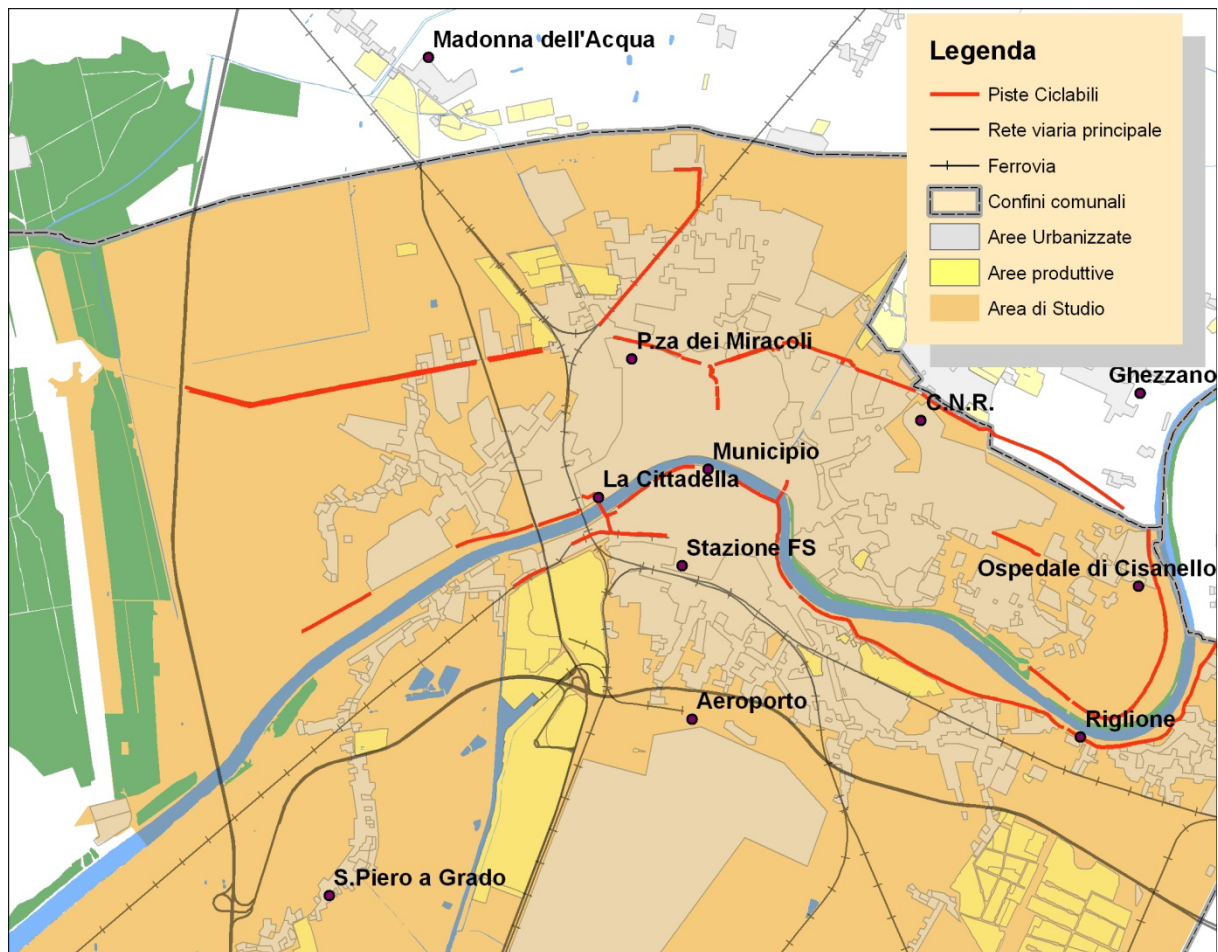 Madonna dell'Acqua
Legenda
Piste Ciclabili
Rete viaria principale
Ferrovia
Confini comunali
Aree Urbanizzate
Aree produttive
Area di Studio
P.za dei Miracoli
Ghezzano
C.N.R.
Municipio
La Cittadella
Stazione FS
Ospedale di Cisanello
Aeroporto
Riglione
S.Piero a Grado